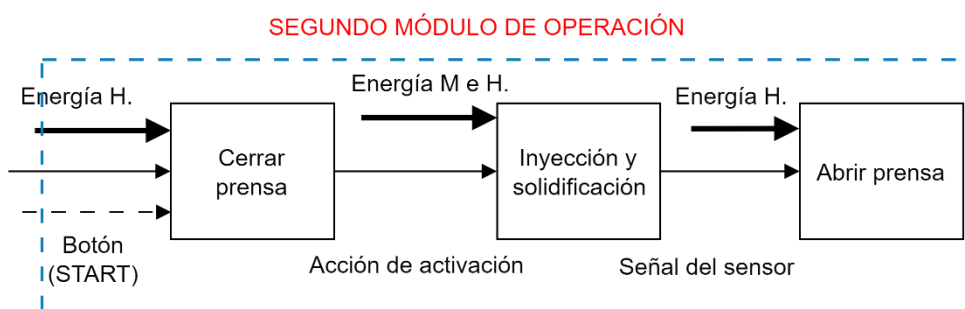 SEGUNDO MÓDULO DE OPERACIÓN
Energía H.
Energía M e H.
Energía H.
Cerrar
prensa
Inyección y
solidificación
Abrir prensa
Botón
(START)
Acción de activación
Señal del sensor